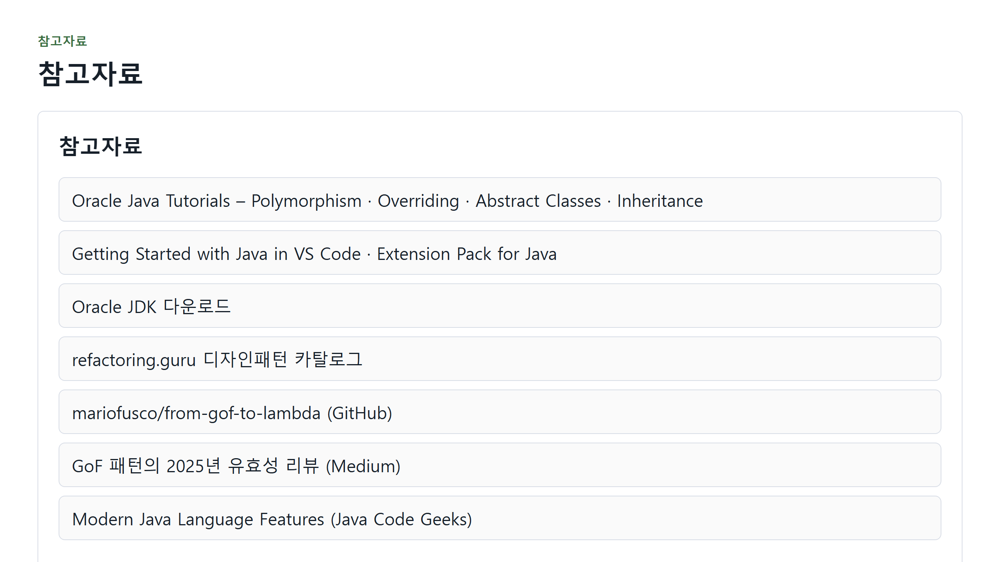 참고자료
참고자료
참고자료
Oracle Java Tutorials – Polymorphism · Overriding · Abstract Classes · Inheritance
Getting Started with Java in VS Code · Extension Pack for Java
Oracle JDK 다운로드
refactoring.guru 디자인패턴 카탈로그
mariofusco/from-gof-to-lambda (GitHub)
GoF 패턴의 2025년 유효성 리뷰 (Medium)
Modern Java Language Features (Java Code Geeks)